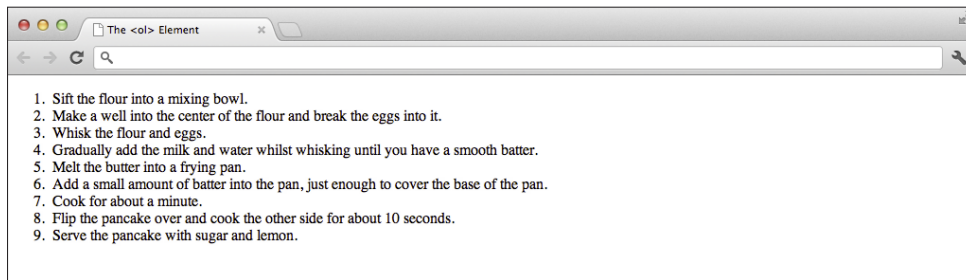 The <ol> Element
1. Sift the flour into a mixing bowl.
2. Make a well into the center of the flour and break the eggs into it.
3. Whisk the flour and eggs.
4. Gradually add the milk and water whilst whisking until you have a smooth batter.
5. Melt the butter into a frying pan.
6. Add a small amount of batter into the pan, just enough to cover the base of the pan.
7. Cook for about a minute.
8. Flip the pancake over and cook the other side for about 10 seconds.
9. Serve the pancake with sugar and lemon.